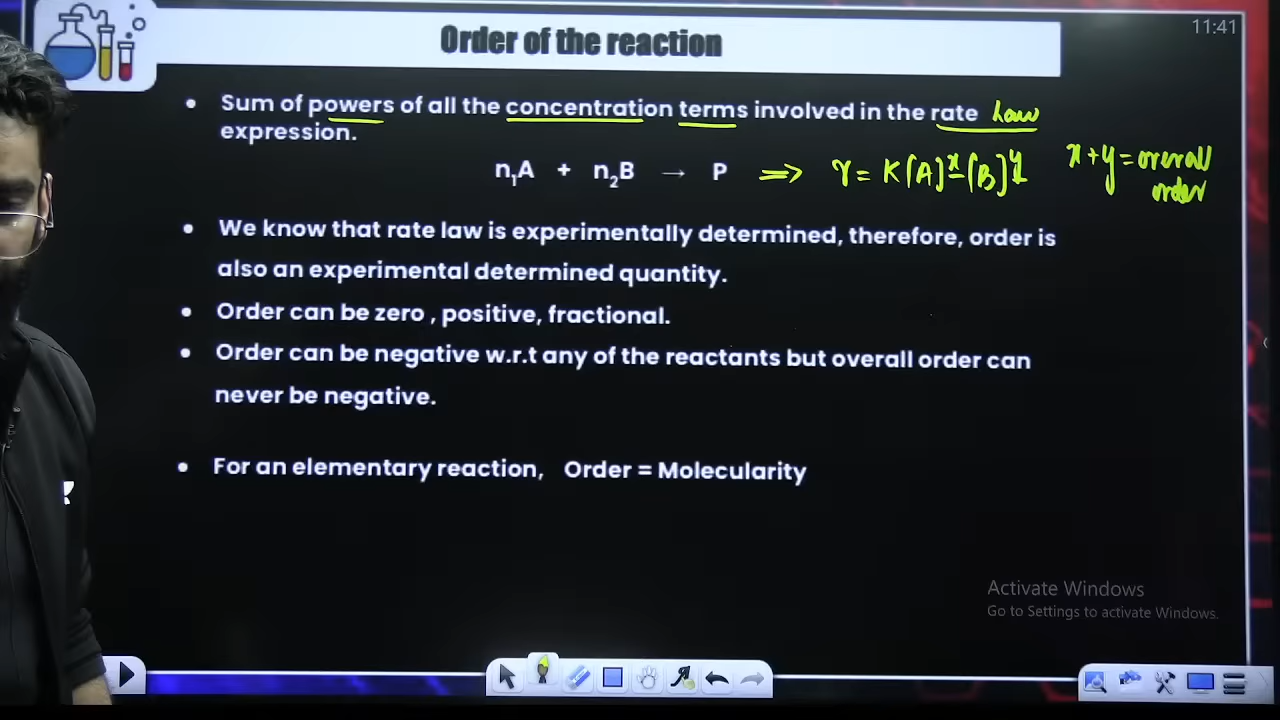 11:41
Order of the reaction
• Sum of powers of all the concentration terms involved in the rate law
expression.
n₁A + n₂B → P ⇒ r = K[A]ˣ[B]ʸ x+y = overall
order
• We know that rate law is experimentally determined, therefore, order is
also an experimental determined quantity.
• Order can be zero , positive, fractional.
• Order can be negative w.r.t any of the reactants but overall order can
never be negative.
• For an elementary reaction, Order = Molecularity
Activate Windows
Go to Settings to activate Windows.